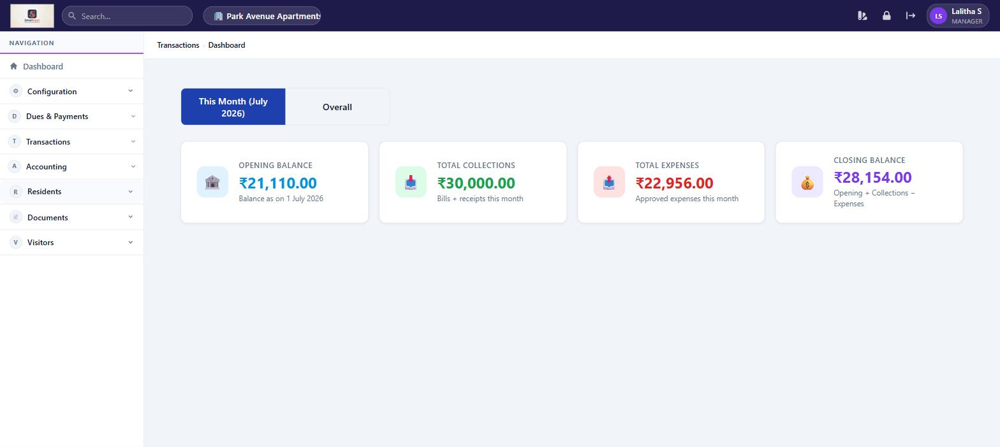 Search...
Park Avenue Apartments
Lalitha S
LS
MANAGER
NAVIGATION
Transactions
Dashboard
Dashboard
Configuration
D Dues & Payments
T Transactions
A Accounting
R Residents
Documents
V Visitors
This Month (July
2026)
Overall
OPENING BALANCE
₹21,110.00
Balance as on 1 July 2026
TOTAL COLLECTIONS
₹30,000.00
Bills + receipts this month
TOTAL EXPENSES
₹22,956.00
Approved expenses this month
CLOSING BALANCE
₹28,154.00
Opening + Collections –
Expenses